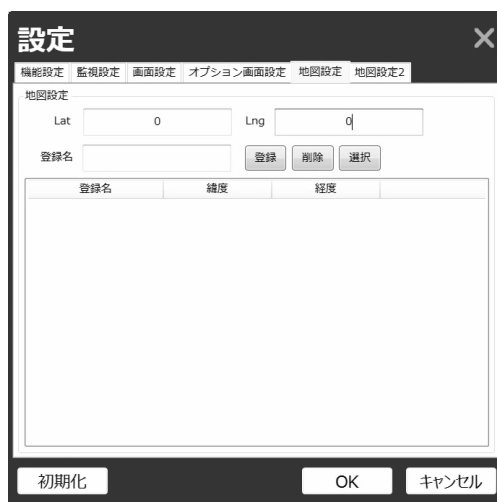 設定
機能設定 監視設定 画面設定 オプション画面設定 地図設定 地図設定2
地図設定
Lat 0 Lng 0
登録名 登録 削除 選択
登録名 緯度 経度
初期化 OK キャンセル